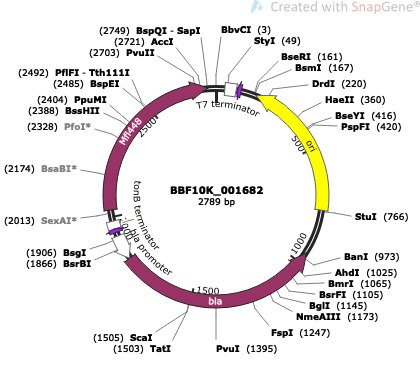 Created with SnapGene®
(2749) BspQI - SapI
(2721) AccI
(2703) PvuII
BbvCI (3)
StyI (49)
BseRI (161)
BsmI (167)
DrdI (220)
HaeII (360)
BseYI (416)
PspFI (420)
(2492) PflFI - Tth111I
(2485) BspEI
(2404) PpuMI
(2388) BssHII
(2328) PfoI*
(2174) BsaBI*
(2013) SexAI*
(1906) BsgI
(1866) BsrBI
T7 terminator
2500
Mfl448
500
ori
BBF10K_001682
2789 bp
StuI (766)
tonB terminator
bla promoter
1000
BanI (973)
AhdI (1025)
BmrI (1065)
BsrFI (1105)
BglI (1145)
NmeAIII (1173)
FspI (1247)
1500
bla
(1505) ScaI
(1503) TatI
PvuI (1395)